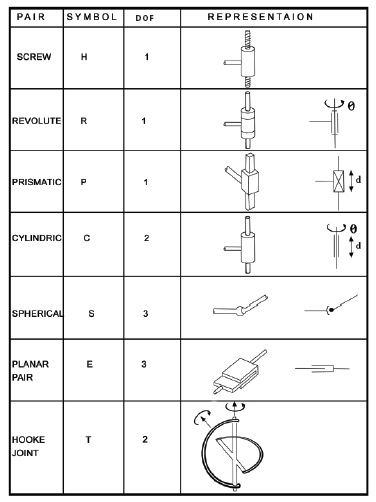 PAIR SYMBOL DOF REPRESENTAION
SCREW H 1
REVOLUTE R 1 θ
PRISMATIC P 1 d
CYLINDRIC C 2 θ d
SPHERICAL S 3
PLANAR E 3
PAIR
HOOKE T 2
JOINT